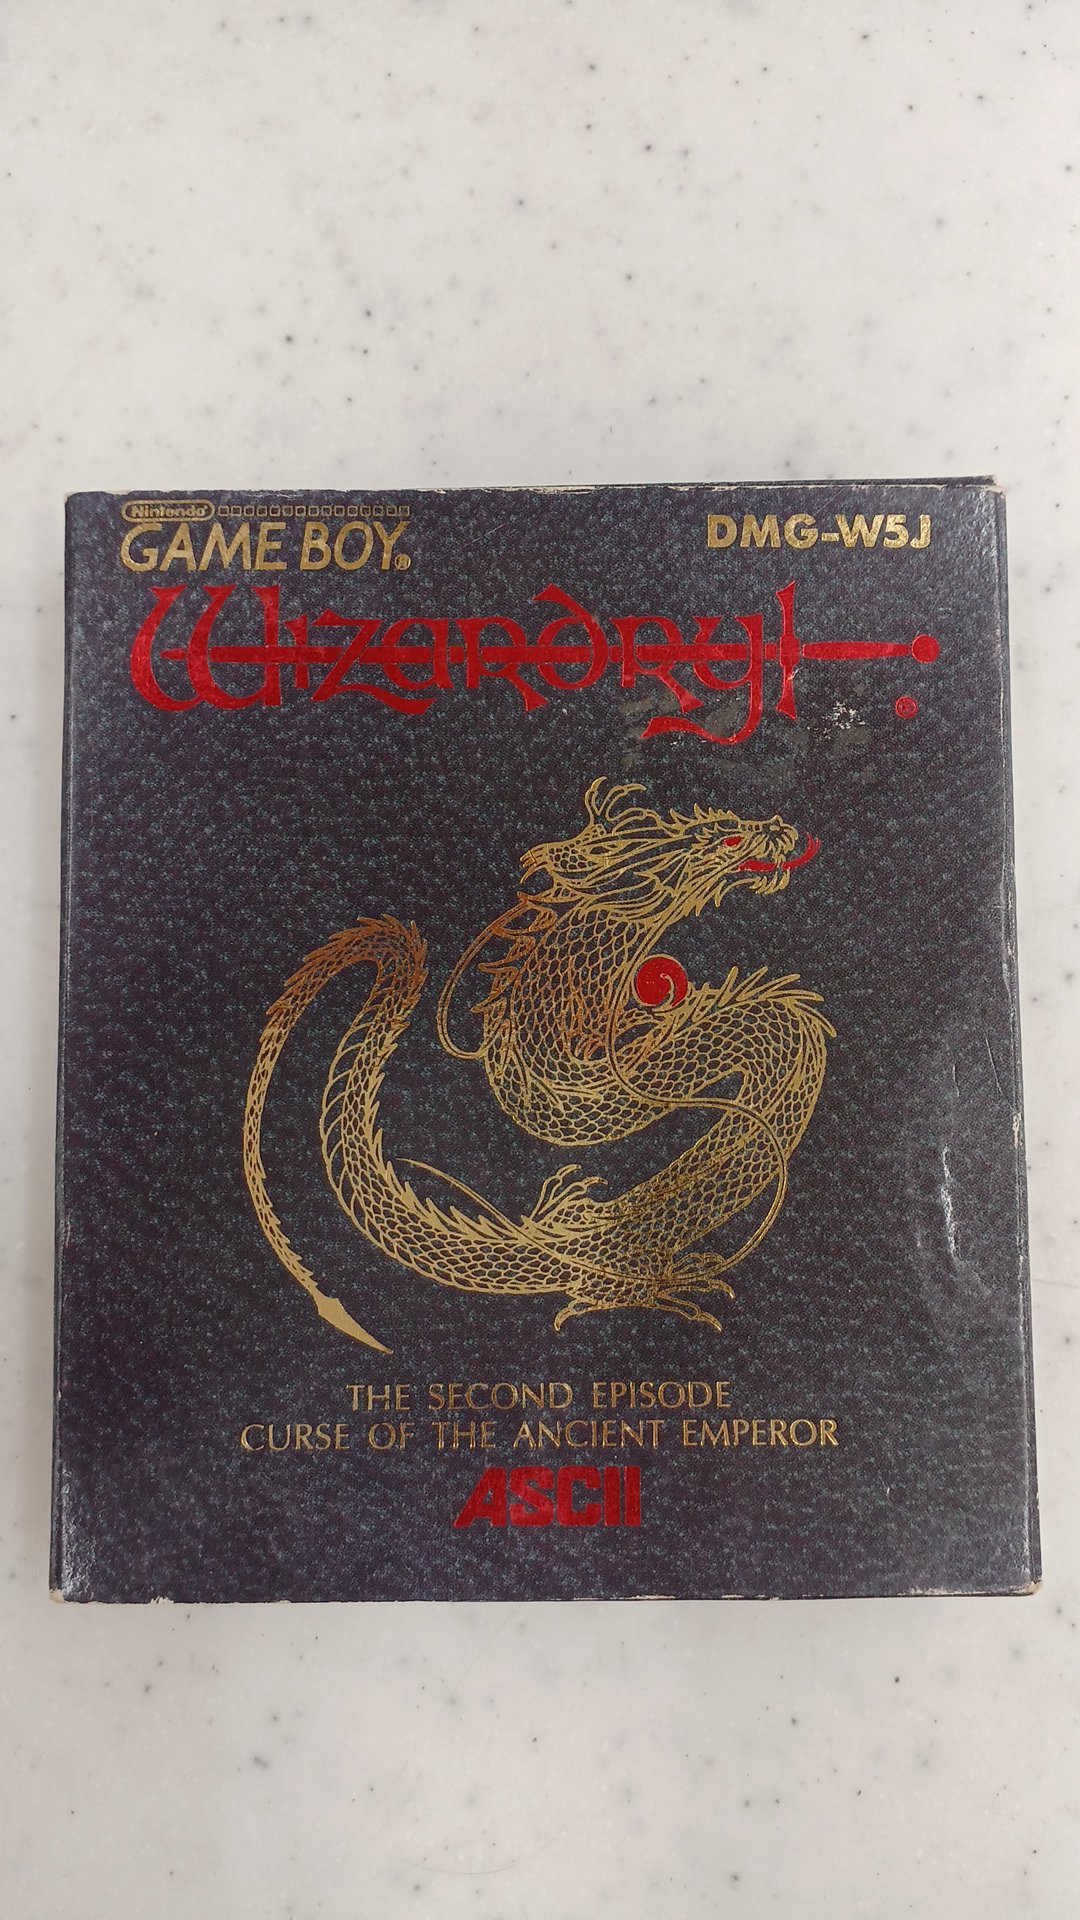 Nintendo
GAME BOY®
DMG-W5J
Wizardry®
THE SECOND EPISODE
CURSE OF THE ANCIENT EMPEROR
ASCII